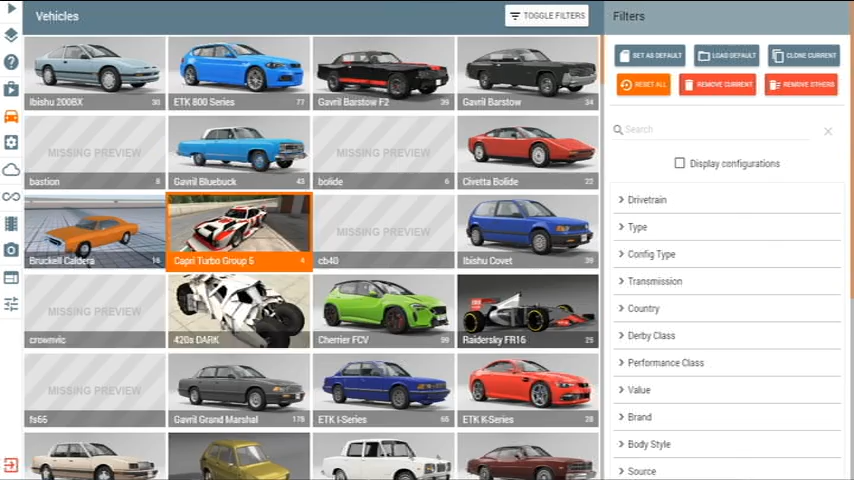 Vehicles
TOGGLE FILTERS
Filters
SET AS DEFAULT
LOAD DEFAULT
CLONE CURRENT
RESET ALL
REMOVE CURRENT
REMOVE OTHERS
Search
Display configurations
Drivetrain
Type
Config Type
Transmission
Country
Derby Class
Performance Class
Value
Brand
Body Style
Source
Ibishu 200BX 30
ETK 800 Series 77
Gavril Barstow F2 39
Gavril Barstow 34
MISSING PREVIEW
bastion 8
Gavril Bluebuck 43
MISSING PREVIEW
bolide 6
Civetta Bolide 22
Bruckell Caldera 16
Capri Turbo Group 5 4
MISSING PREVIEW
cb40
Ibishu Covet 39
MISSING PREVIEW
crownvic
420s DARK
Cherrier FCV 99
Raidersky FR16 25
MISSING PREVIEW
fs65
Gavril Grand Marshal 178
ETK I-Series 65
ETK K-Series 28